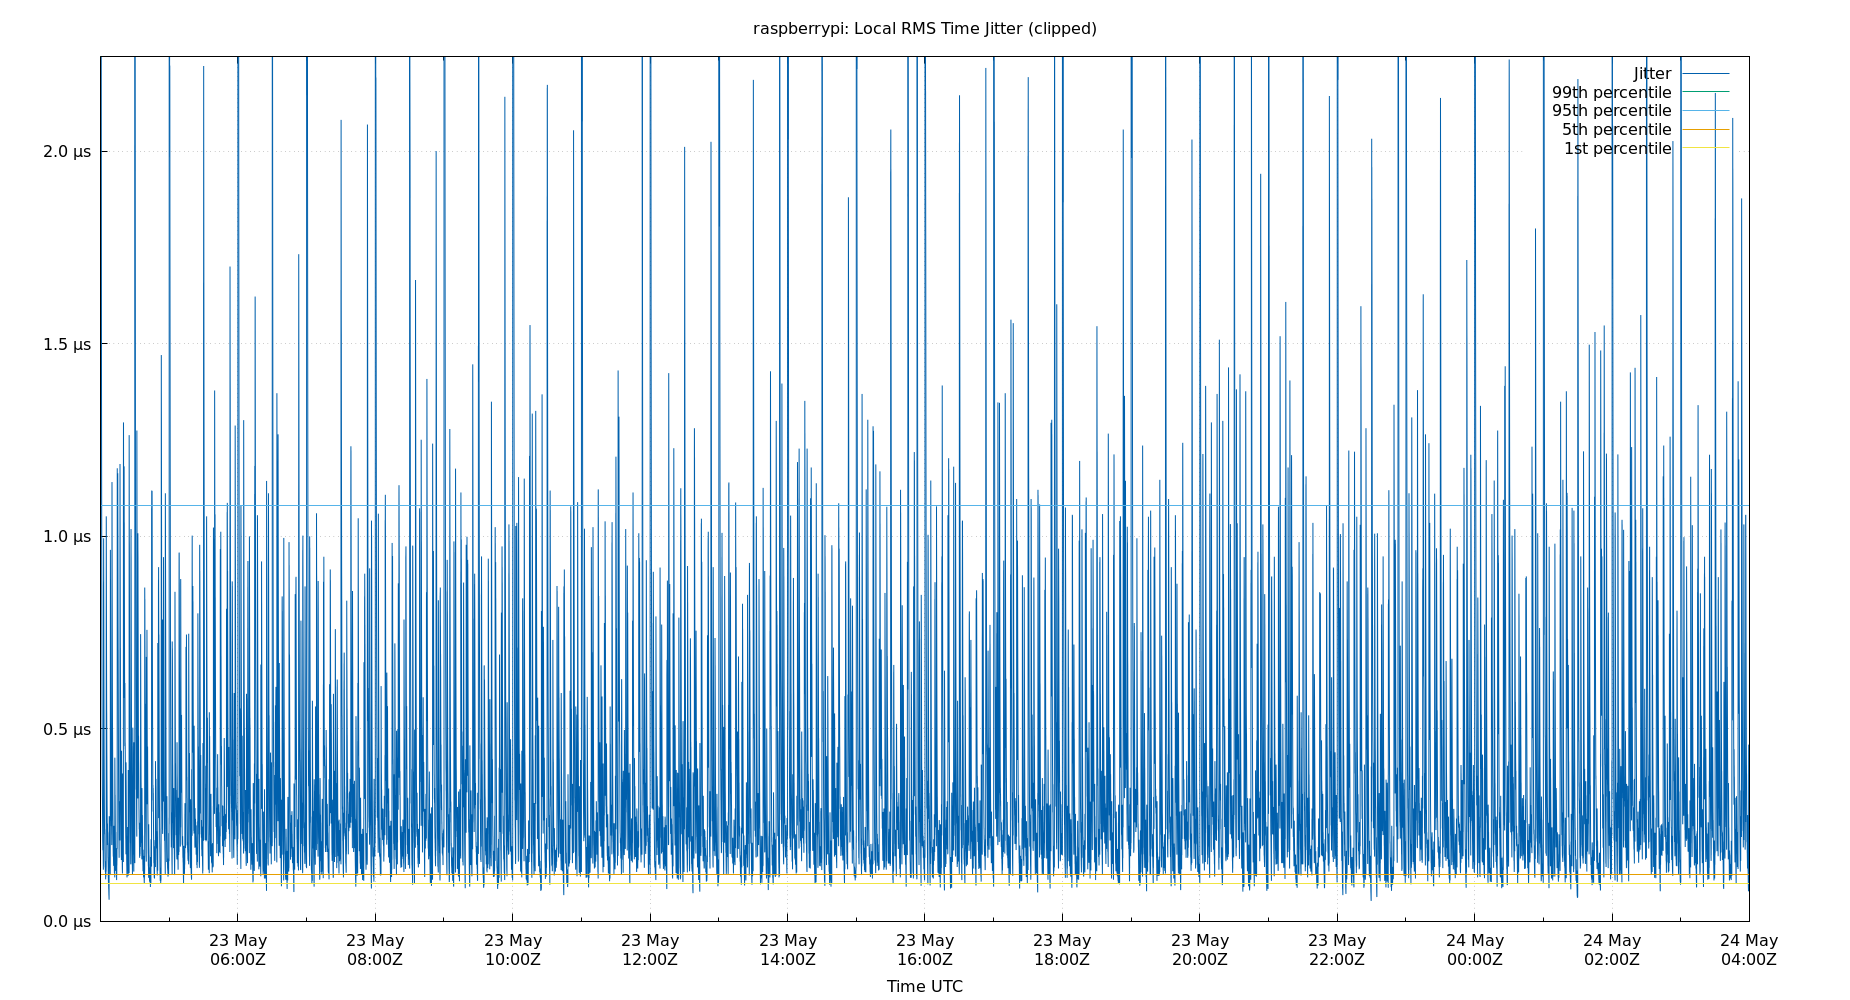 raspberrypi: Local RMS Time Jitter (clipped)
Jitter
99th percentile
95th percentile
5th percentile
1st percentile
2.0 µs
1.5 µs
1.0 µs
0.5 µs
0.0 µs
23 May 23 May 23 May 23 May 23 May 23 May 23 May 23 May 23 May 24 May 24 May 24 May
06:00Z 08:00Z 10:00Z 12:00Z 14:00Z 16:00Z 18:00Z 20:00Z 22:00Z 00:00Z 02:00Z 04:00Z
Time UTC